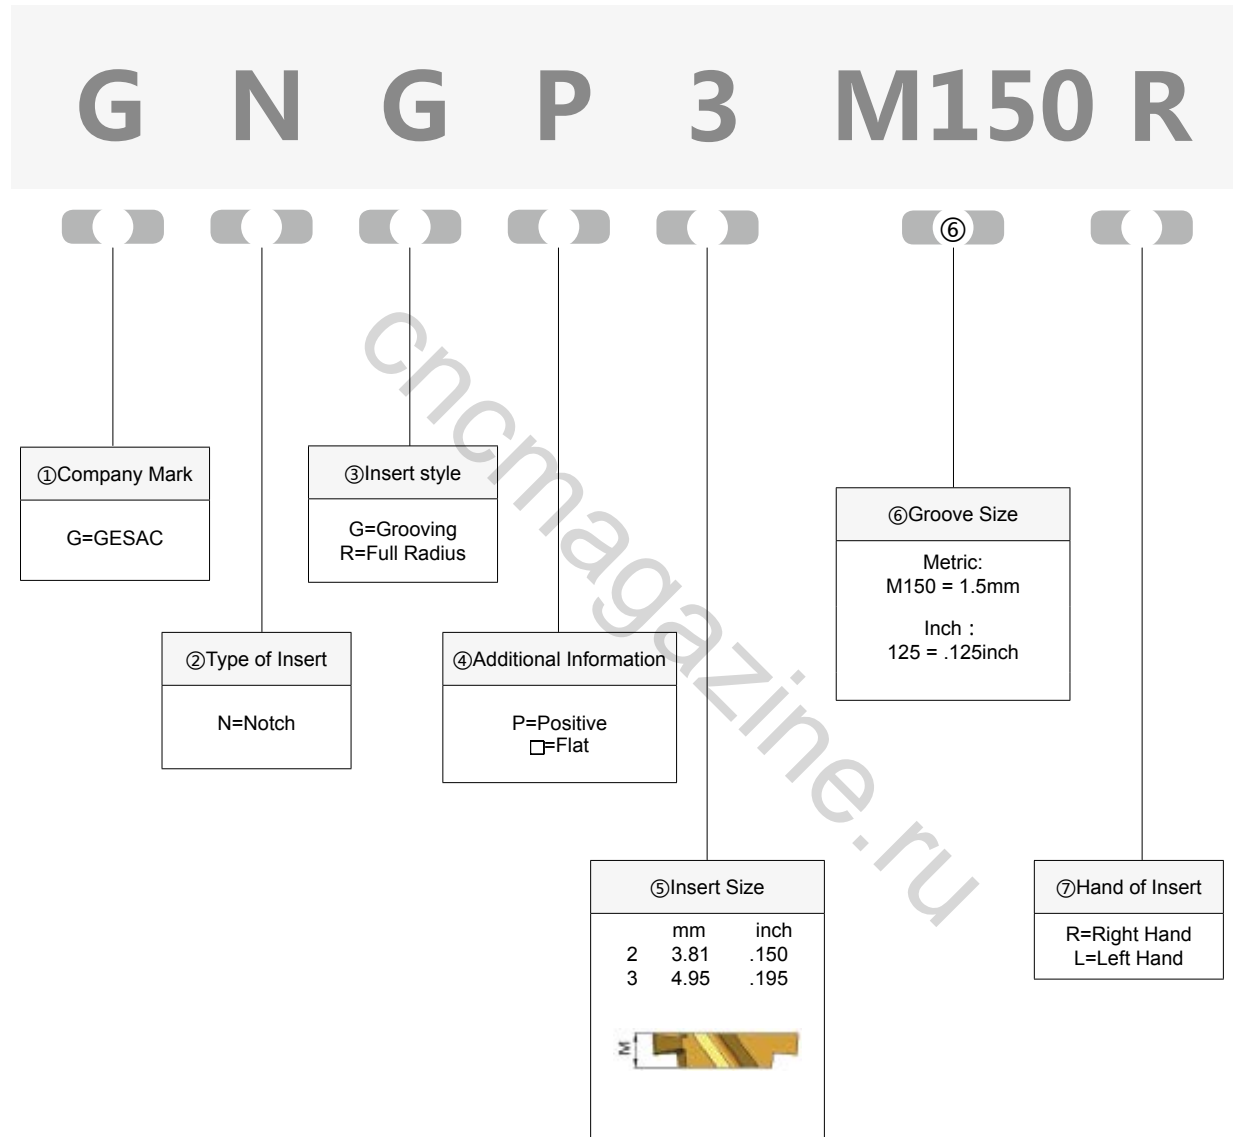 G N G P 3 M150 R
⑥
①Company Mark
G=GESAC
③Insert style
G=Grooving
R=Full Radius
⑥Groove Size
Metric:
M150 = 1.5mm
Inch :
125 = .125inch
②Type of Insert
N=Notch
④Additional Information
P=Positive
□=Flat
⑤Insert Size
mm inch
2 3.81 .150
3 4.95 .195
M
⑦Hand of Insert
R=Right Hand
L=Left Hand
cncmagazine.ru